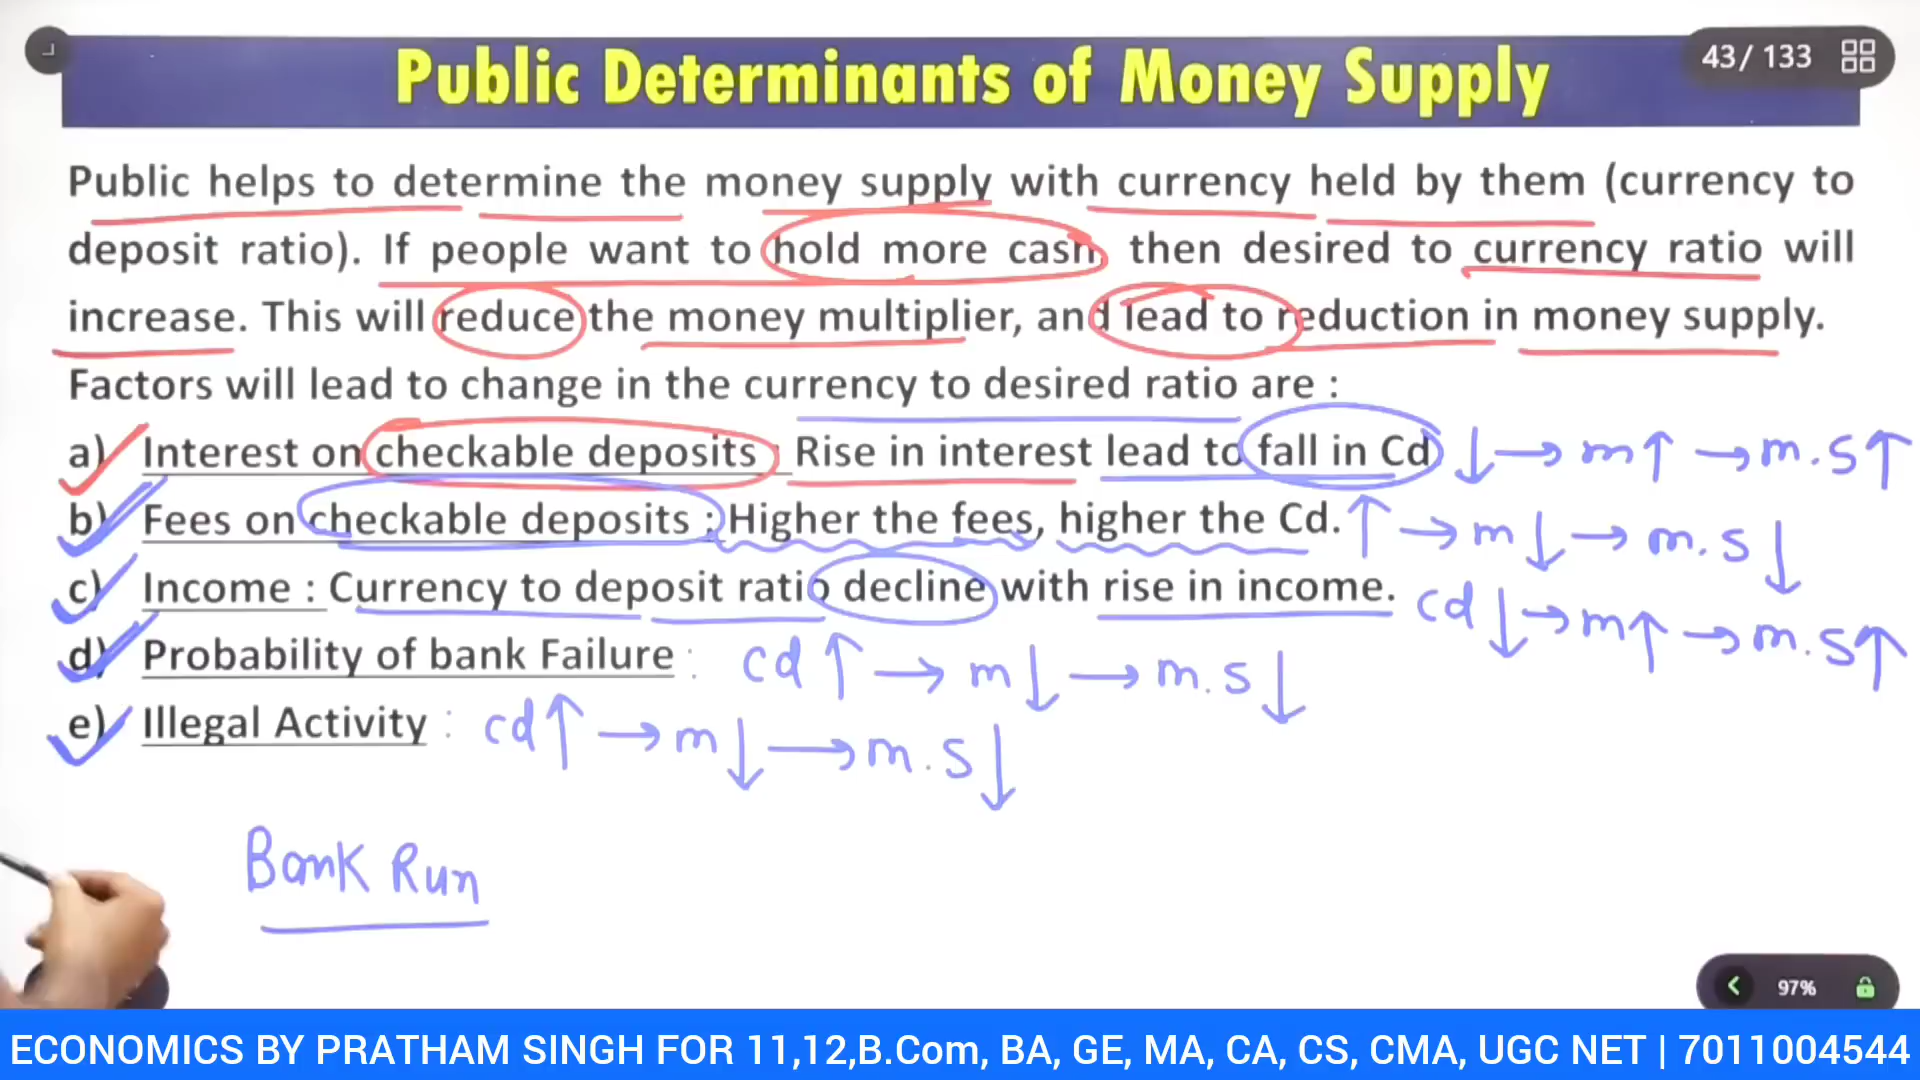 Public Determinants of Money Supply
43/ 133
Public helps to determine the money supply with currency held by them (currency to
deposit ratio). If people want to hold more cash, then desired to currency ratio will
increase. This will reduce the money multiplier, and lead to reduction in money supply.
Factors will lead to change in the currency to desired ratio are :
a) Interest on checkable deposits : Rise in interest lead to fall in Cd ↓ → m↑ → m.s↑
b) Fees on checkable deposits : Higher the fees, higher the Cd. ↑ → m↓ → m.s↓
c) Income : Currency to deposit ratio decline with rise in income. cd↓ → m↑ → m.s↑
d) Probability of bank Failure : cd↑ → m↓ → m.s↓
e) Illegal Activity : cd↑ → m↓ → m.s↓
Bank Run
97%
ECONOMICS BY PRATHAM SINGH FOR 11,12,B.Com, BA, GE, MA, CA, CS, CMA, UGC NET | 7011004544